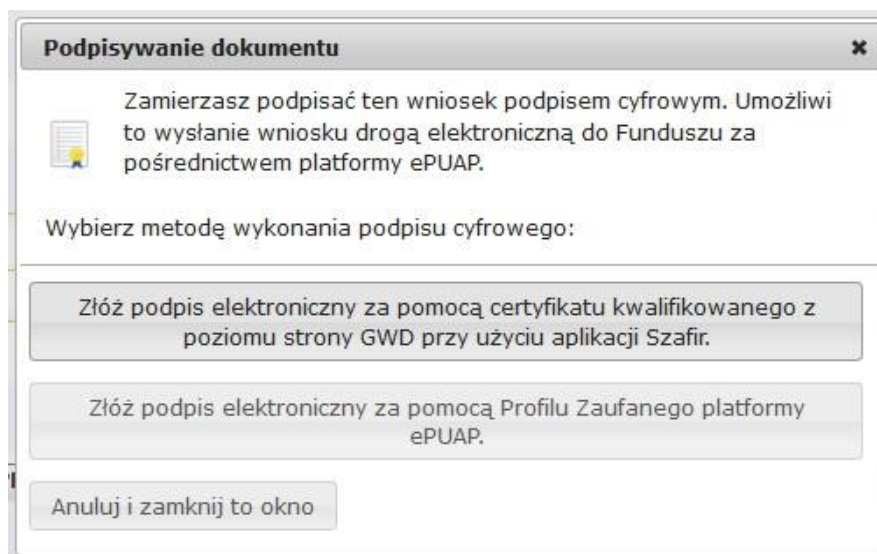 Podpisywanie dokumentu
Zamierzasz podpisać ten wniosek podpisem cyfrowym. Umożliwi
to wysłanie wniosku drogą elektroniczną do Funduszu za
pośrednictwem platformy ePUAP.
Wybierz metodę wykonania podpisu cyfrowego:
Złóż podpis elektroniczny za pomocą certyfikatu kwalifikowanego z
poziomu strony GWD przy użyciu aplikacji Szafir.
Złóż podpis elektroniczny za pomocą Profilu Zaufanego platformy
ePUAP.
Anuluj i zamknij to okno